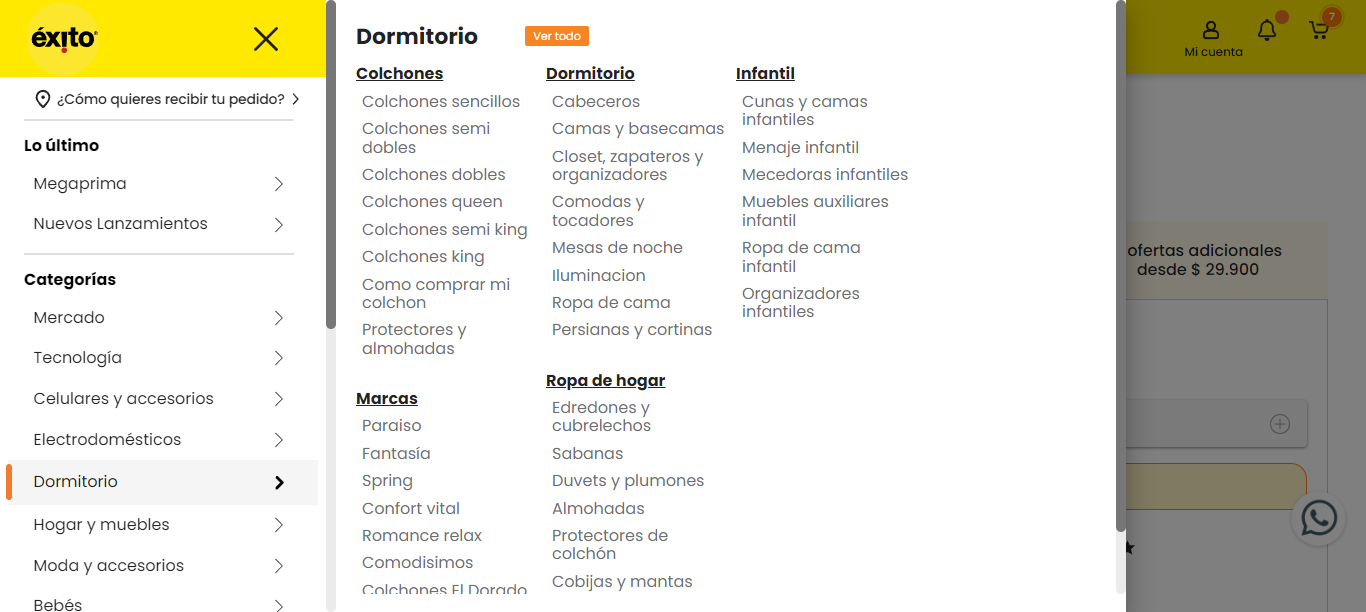 éxito
¿Cómo quieres recibir tu pedido?
Lo último
Megaprima
Nuevos Lanzamientos
Categorías
Mercado
Tecnología
Celulares y accesorios
Electrodomésticos
Dormitorio
Hogar y muebles
Moda y accesorios
Bebés
Dormitorio
Ver todo
Colchones
Colchones sencillos
Colchones semi
dobles
Colchones dobles
Colchones queen
Colchones semi king
Colchones king
Como comprar mi
colchon
Protectores y
almohadas
Marcas
Paraiso
Fantasía
Spring
Confort vital
Romance relax
Comodisimos
Colchones El Dorado
Dormitorio
Cabeceros
Camas y basecamas
Closet, zapateros y
organizadores
Comodas y
tocadores
Mesas de noche
Iluminacion
Ropa de cama
Persianas y cortinas
Ropa de hogar
Edredones y
cubrelechos
Sabanas
Duvets y plumones
Almohadas
Protectores de
colchón
Cobijas y mantas
Infantil
Cunas y camas
infantiles
Menaje infantil
Mecedoras infantiles
Muebles auxiliares
infantil
Ropa de cama
infantil
Organizadores
infantiles
Mi cuenta
7
ofertas adicionales
desde $ 29.900